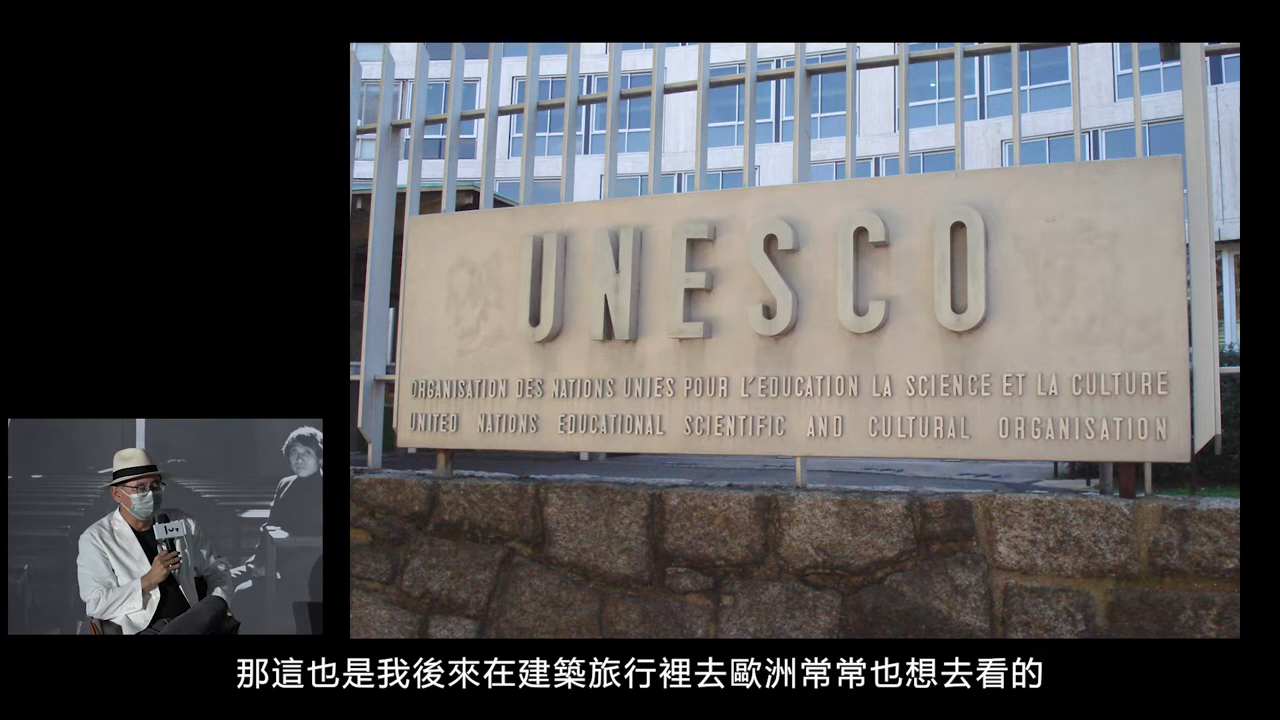 UNESCO
ORGANISATION DES NATIONS UNIES POUR L'EDUCATION LA SCIENCE ET LA CULTURE
UNITED NATIONS EDUCATIONAL SCIENTIFIC AND CULTURAL ORGANISATION
那這也是我後來在建築旅行裡去歐洲常常也想去看的